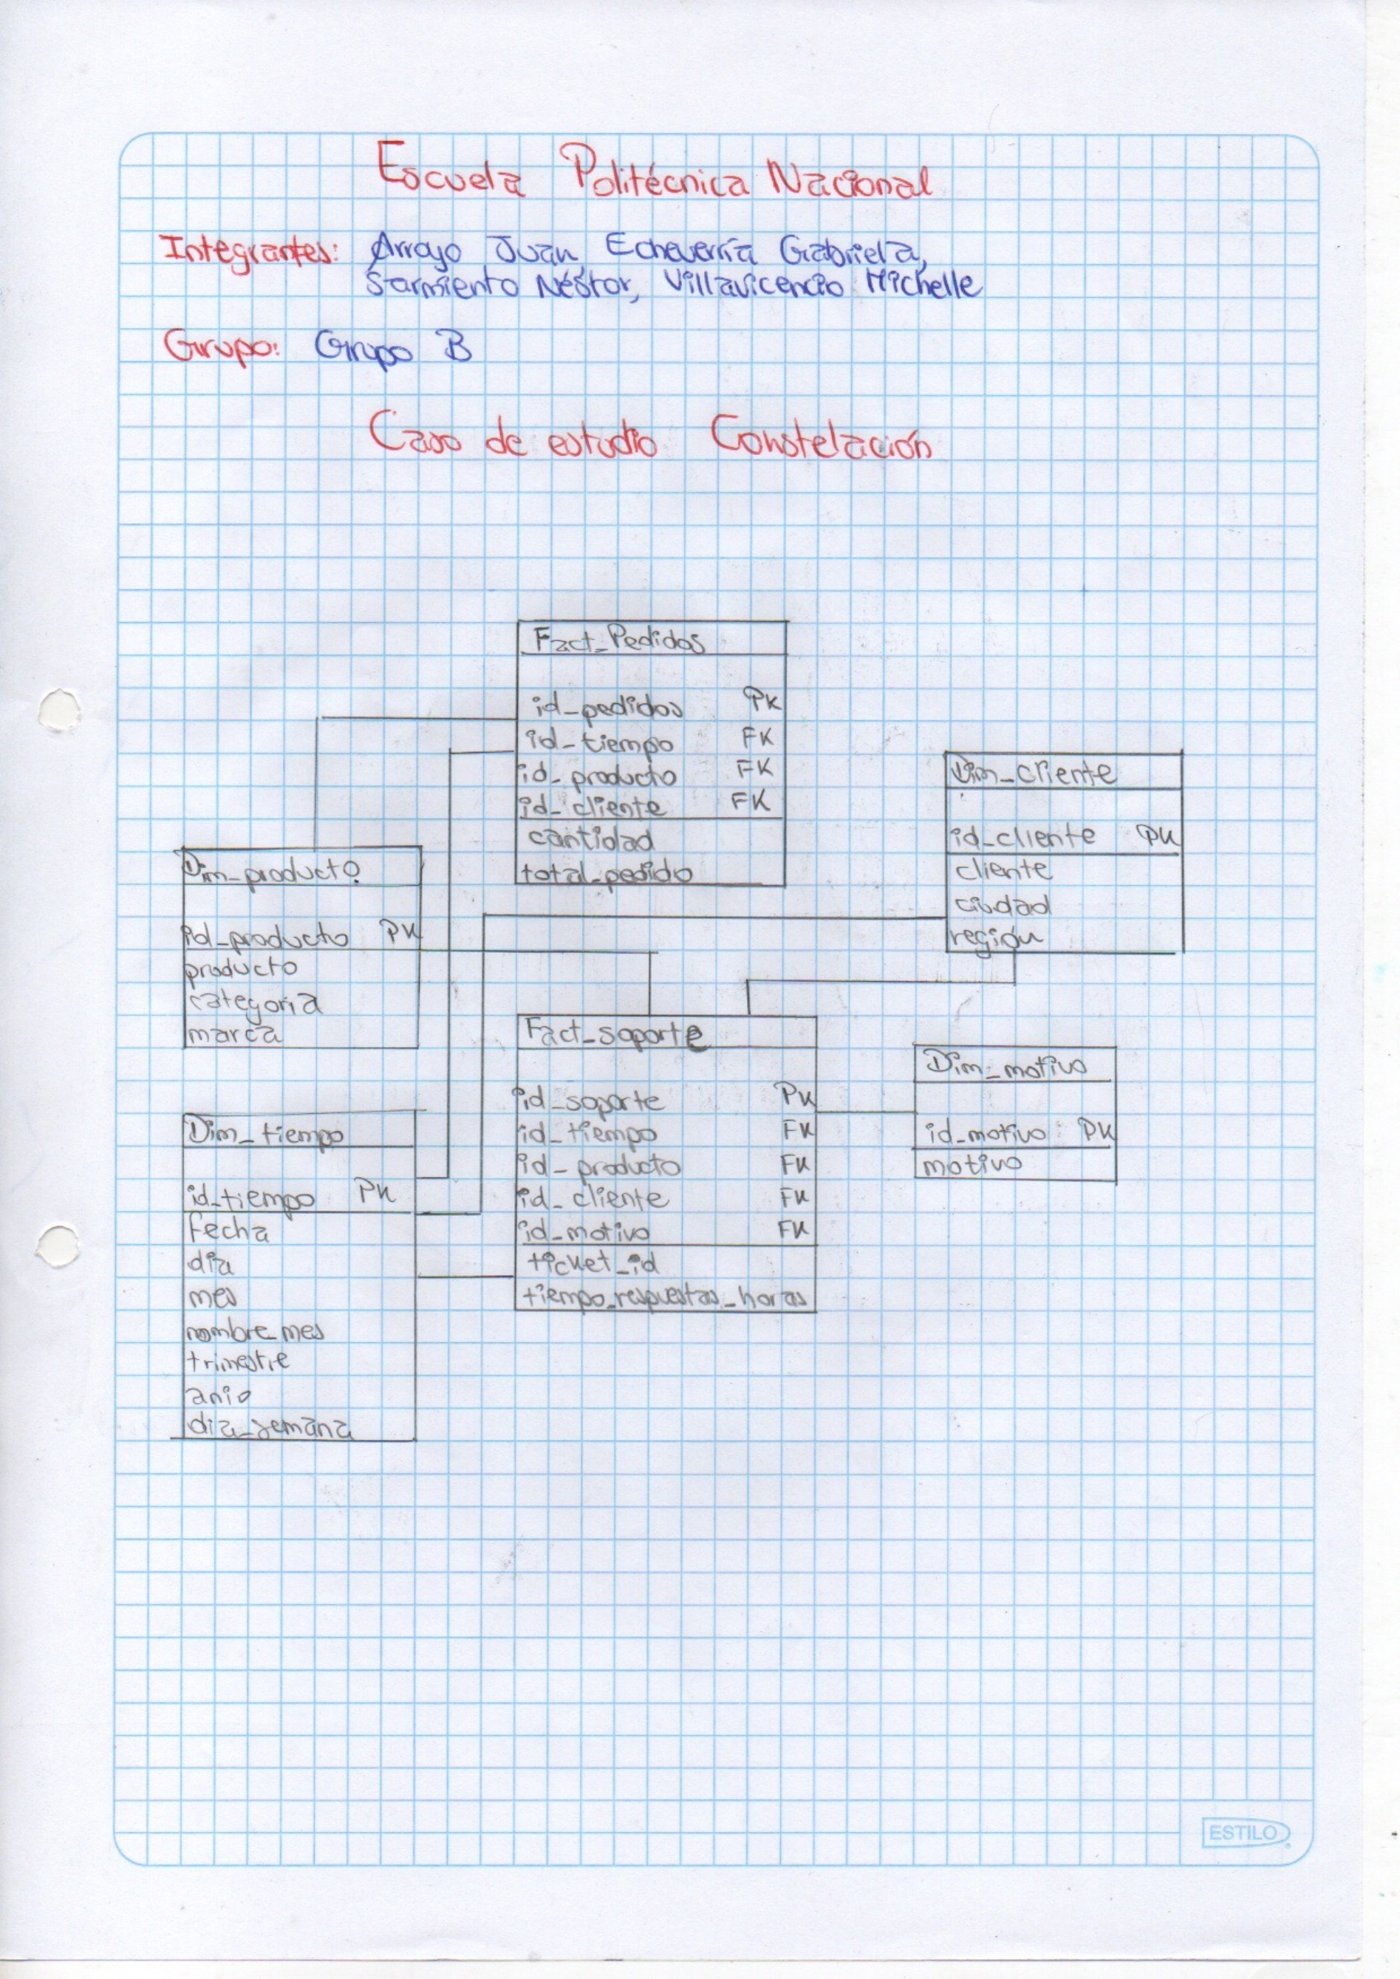 Escuela Politécnica Nacional
Integrantes: Arroyo Juan Echeverría Gabriela,
Sarmiento Néstor, Villavicencio Michelle
Grupo: Grupo B
Caso de estudio Constelación
Fact_Pedidos
id_pedidos PK
id_tiempo FK
id_producto FK
id_cliente FK
cantidad
total_pedido
Dim_cliente
id_cliente PK
cliente
ciudad
región
Dim_producto
id_producto PK
producto
categoria
marca
Fact_soporte
id_soporte PK
id_tiempo FK
id_producto FK
id_cliente FK
id_motivo FK
ticket_id
tiempo_respuestas_horas
Dim_motivo
id_motivo PK
motivo
Dim_tiempo
id_tiempo PK
fecha
dia
mes
nombre_mes
trimestre
anio
dia_semana
ESTILO